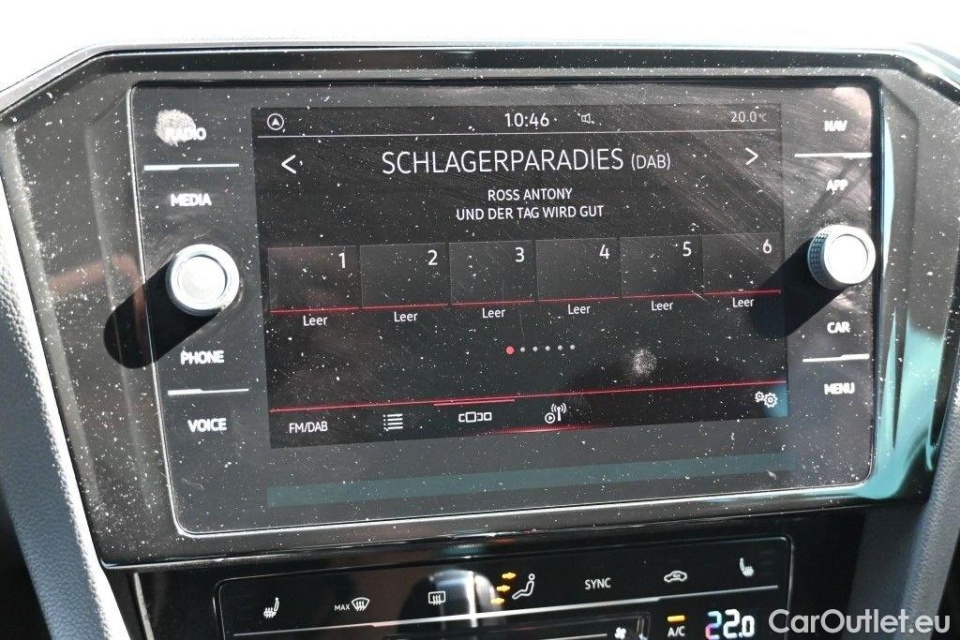 10:46
20.0°C
RADIO
NAV
< SCHLAGERPARADIES (DAB) >
MEDIA
APP
ROSS ANTONY
UND DER TAG WIRD GUT
1 2 3 4 5 6
Leer Leer Leer Leer Leer Leer
PHONE
CAR
MENU
VOICE
FM/DAB
MAX
SYNC
A/C
22.0
CarOutlet.eu